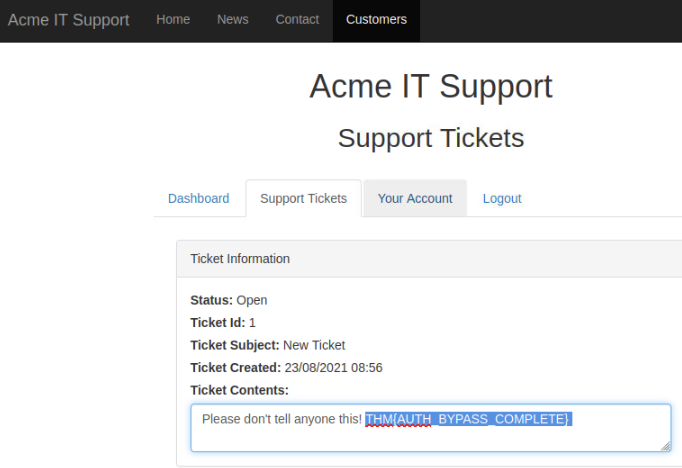 Acme IT Support Home News Contact Customers
Acme IT Support
Support Tickets
Dashboard Support Tickets Your Account Logout
Ticket Information
Status: Open
Ticket Id: 1
Ticket Subject: New Ticket
Ticket Created: 23/08/2021 08:56
Ticket Contents:
Please don't tell anyone this! THM{AUTH_BYPASS_COMPLETE}